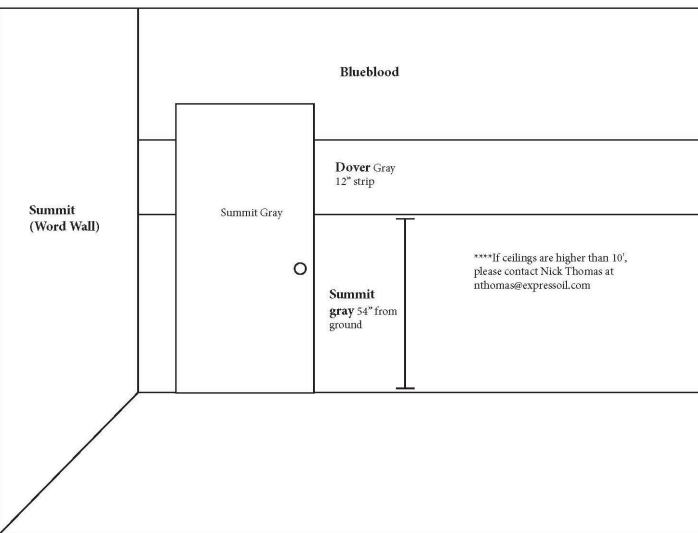 Blueblood
Dover Gray
12” strip
Summit
(Word Wall)
Summit Gray
****If ceilings are higher than 10',
please contact Nick Thomas at
nthomas@expressoil.com
Summit
gray 54” from
ground